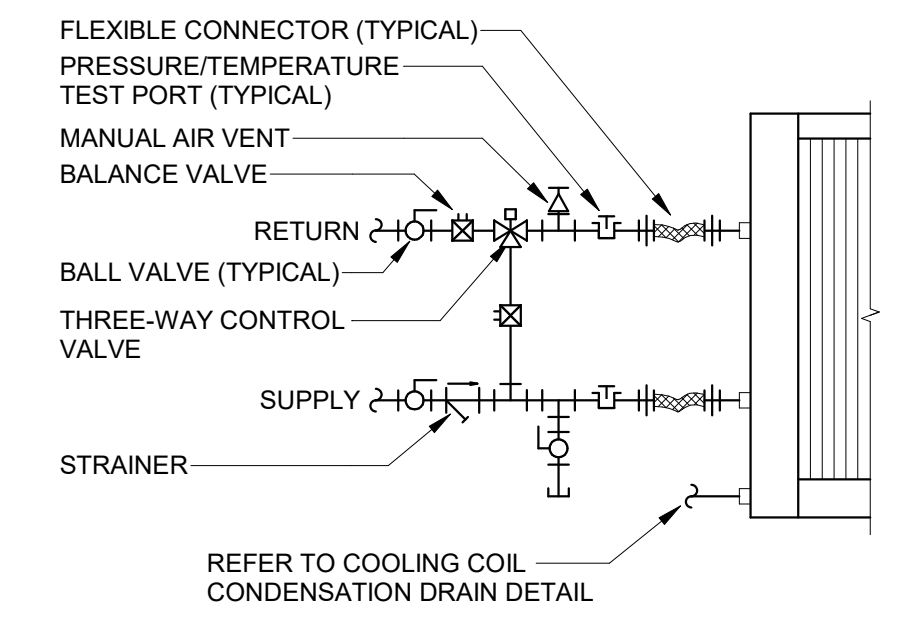 FLEXIBLE CONNECTOR (TYPICAL)
PRESSURE/TEMPERATURE
TEST PORT (TYPICAL)
MANUAL AIR VENT
BALANCE VALVE
RETURN
BALL VALVE (TYPICAL)
THREE-WAY CONTROL
VALVE
SUPPLY
STRAINER
REFER TO COOLING COIL
CONDENSATION DRAIN DETAIL